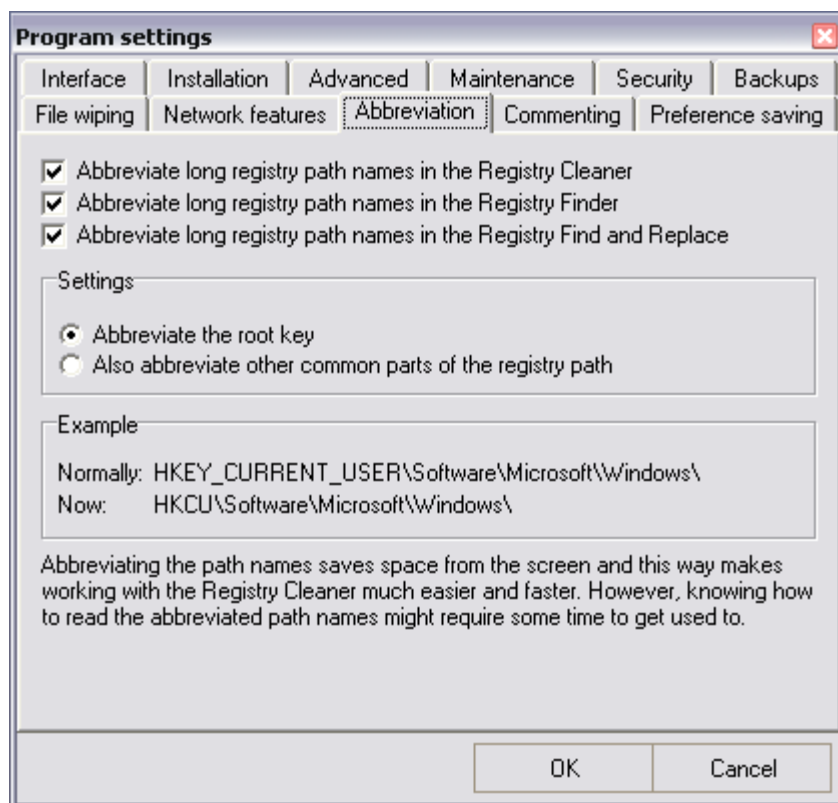 Program settings
Interface Installation Advanced Maintenance Security Backups
File wiping Network features Abbreviation Commenting Preference saving
Abbreviate long registry path names in the Registry Cleaner
Abbreviate long registry path names in the Registry Finder
Abbreviate long registry path names in the Registry Find and Replace
Settings
Abbreviate the root key
Also abbreviate other common parts of the registry path
Example
Normally: HKEY_CURRENT_USER\Software\Microsoft\Windows\
Now: HKCU\Software\Microsoft\Windows\
Abbreviating the path names saves space from the screen and this way makes
working with the Registry Cleaner much easier and faster. However, knowing how
to read the abbreviated path names might require some time to get used to.
OK Cancel